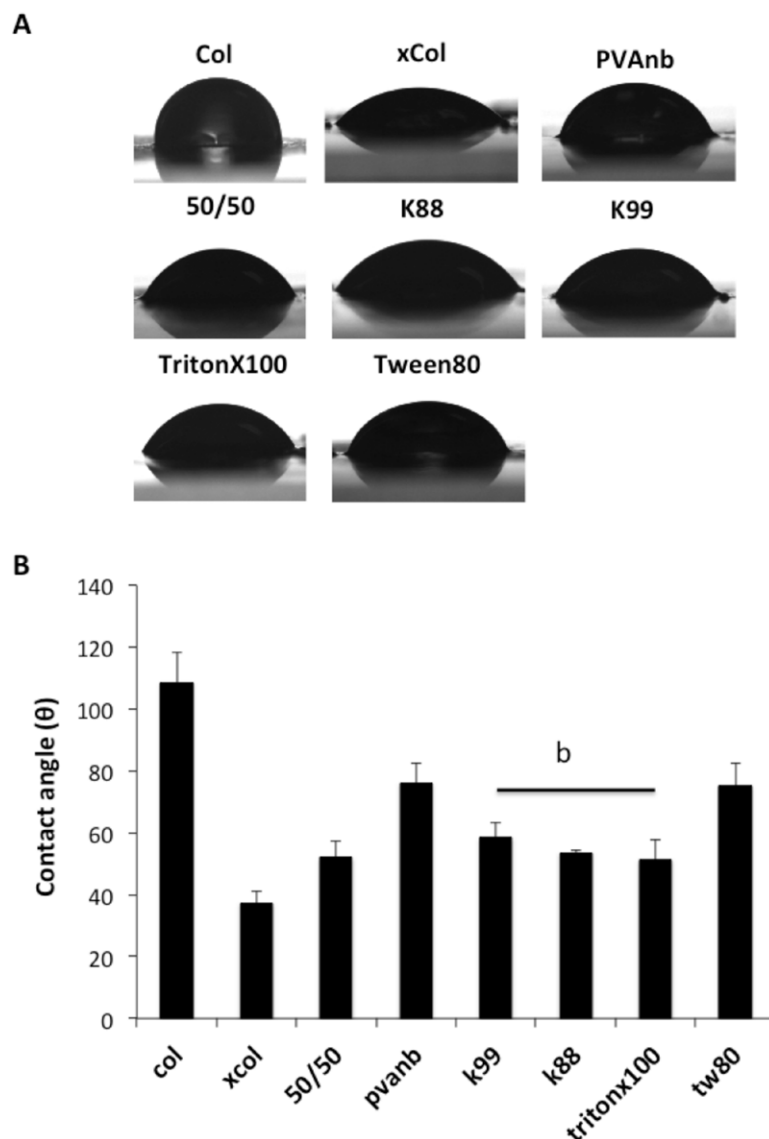 A
Col xCol PVAnb
50/50 K88 K99
TritonX100 Tween80
B
140
120
100
80
60
40
20
0
Contact angle (θ)
b
col xcol 50/50 pvanb k99 k88 tritonx100 tw80